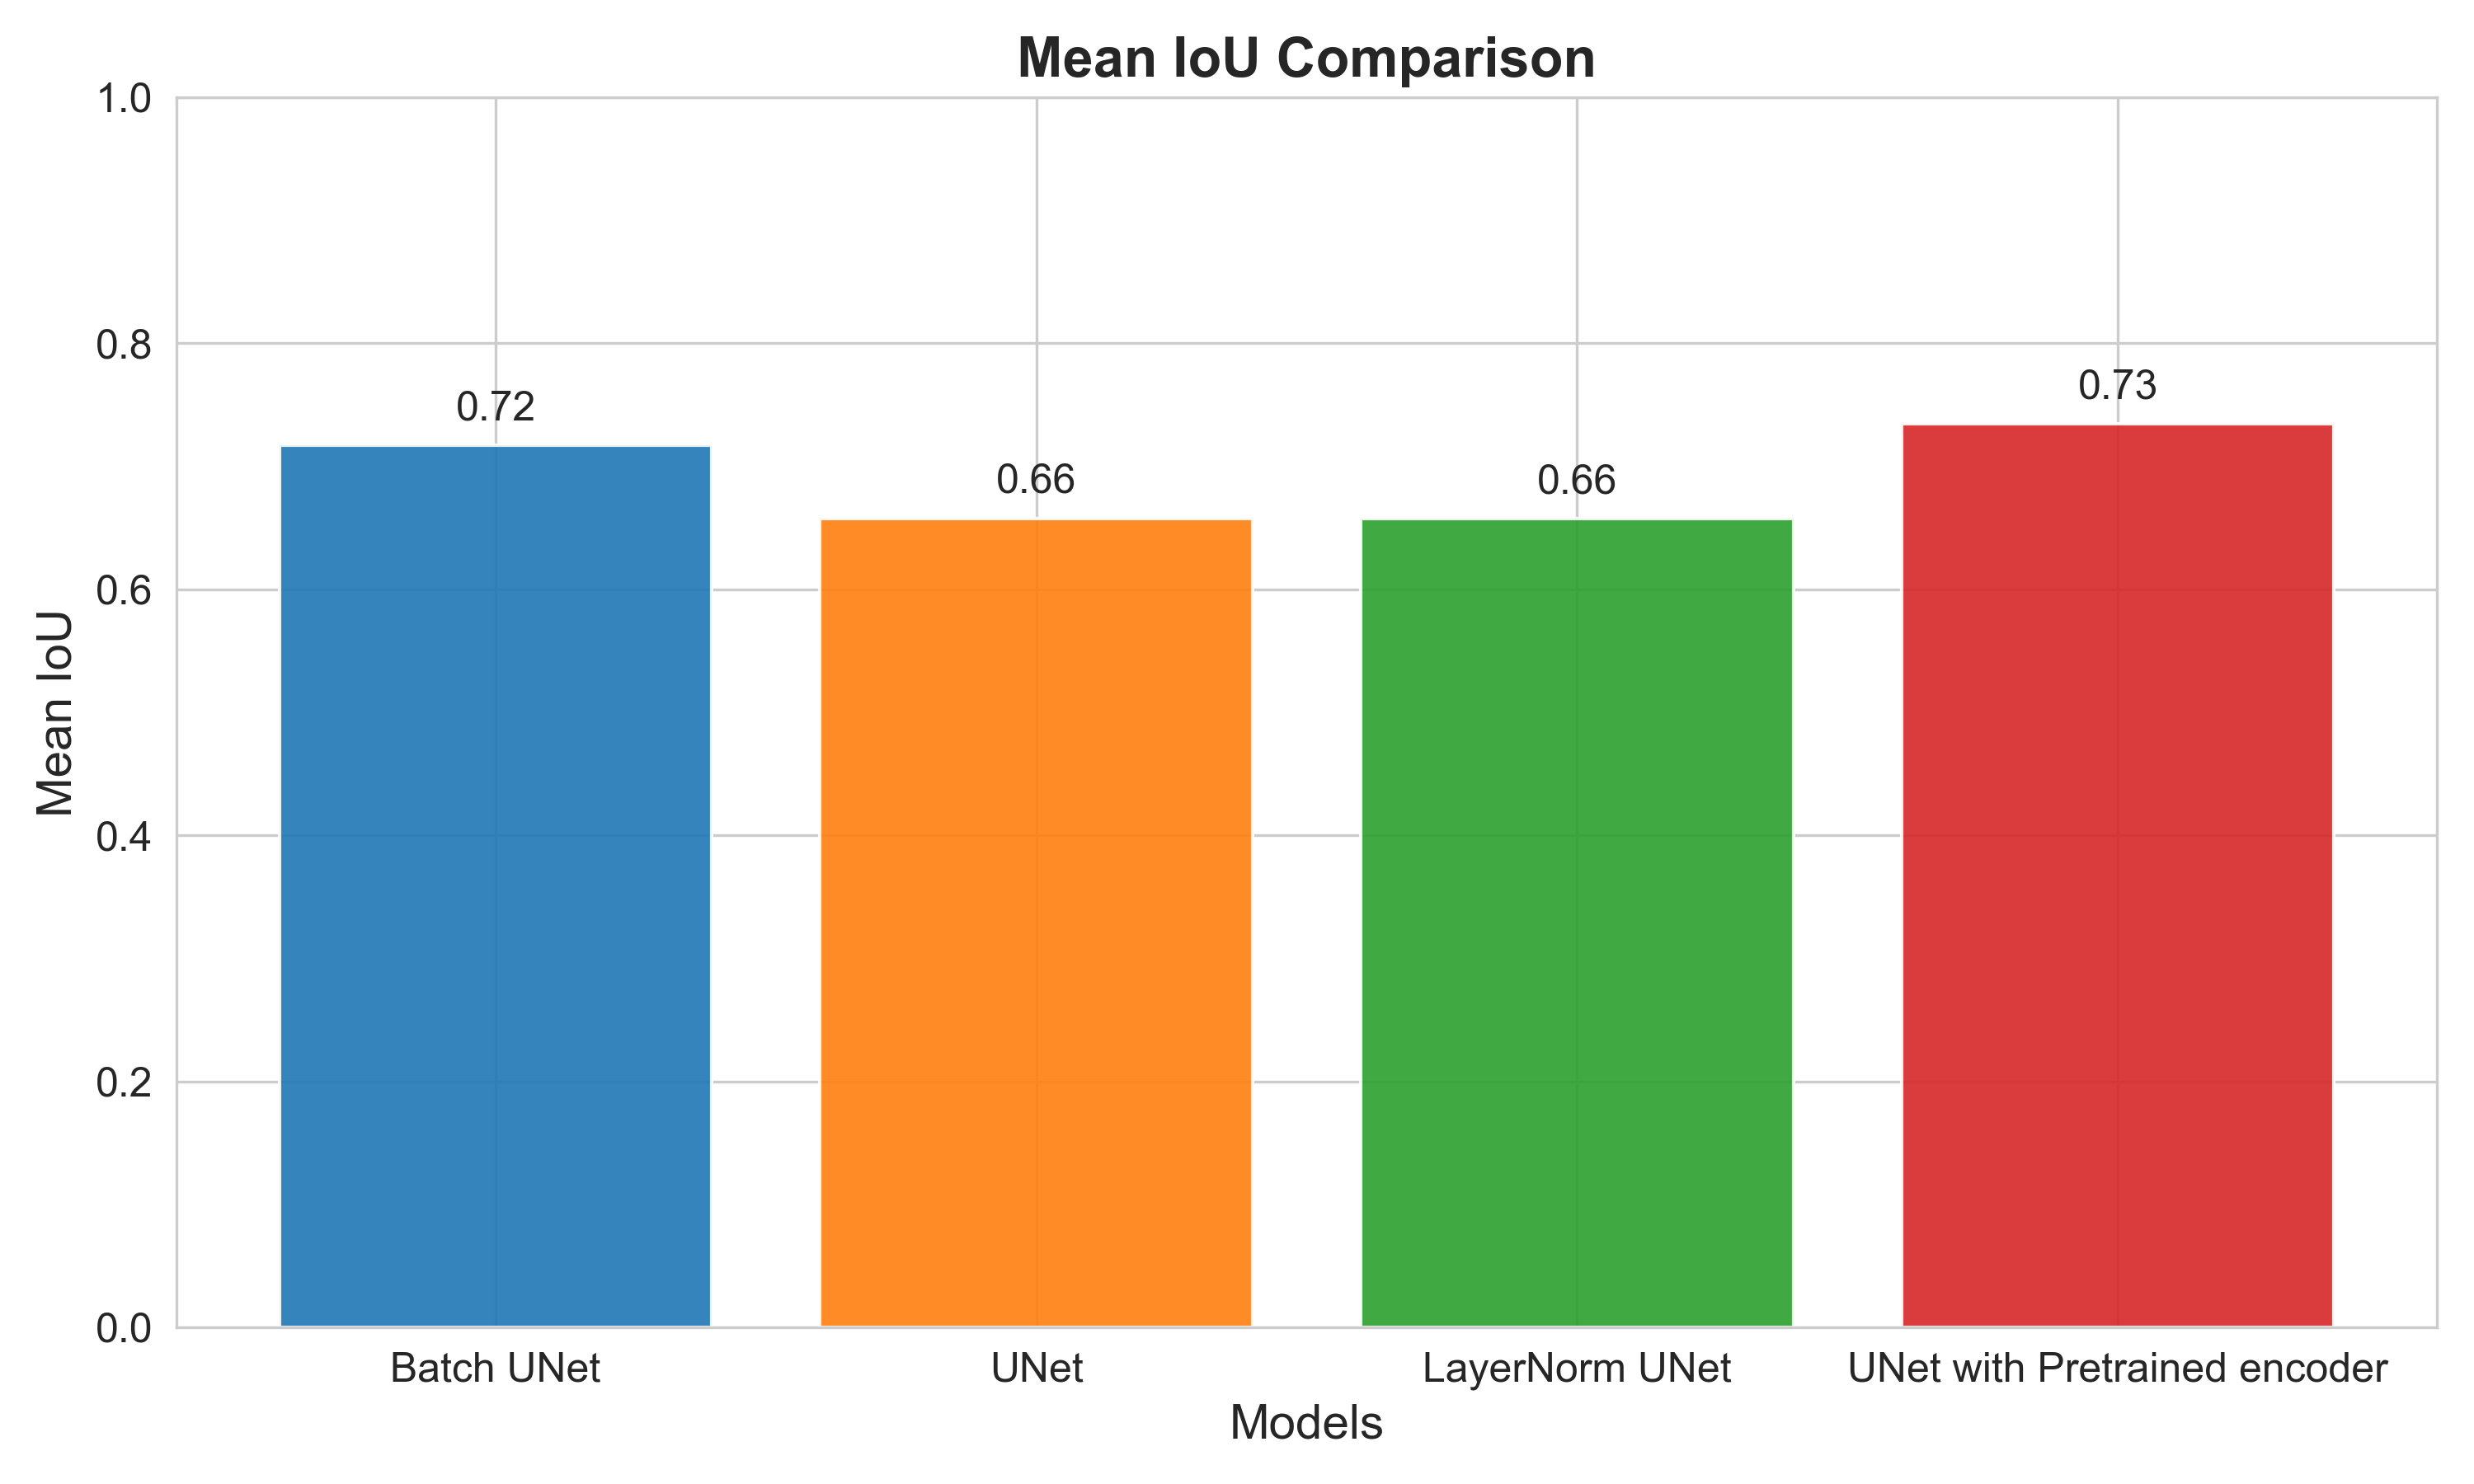 Mean IoU Comparison
1.0
0.8
0.6
0.4
0.2
0.0
Mean IoU
0.72
0.66
0.66
0.73
Batch UNet
UNet
LayerNorm UNet
UNet with Pretrained encoder
Models